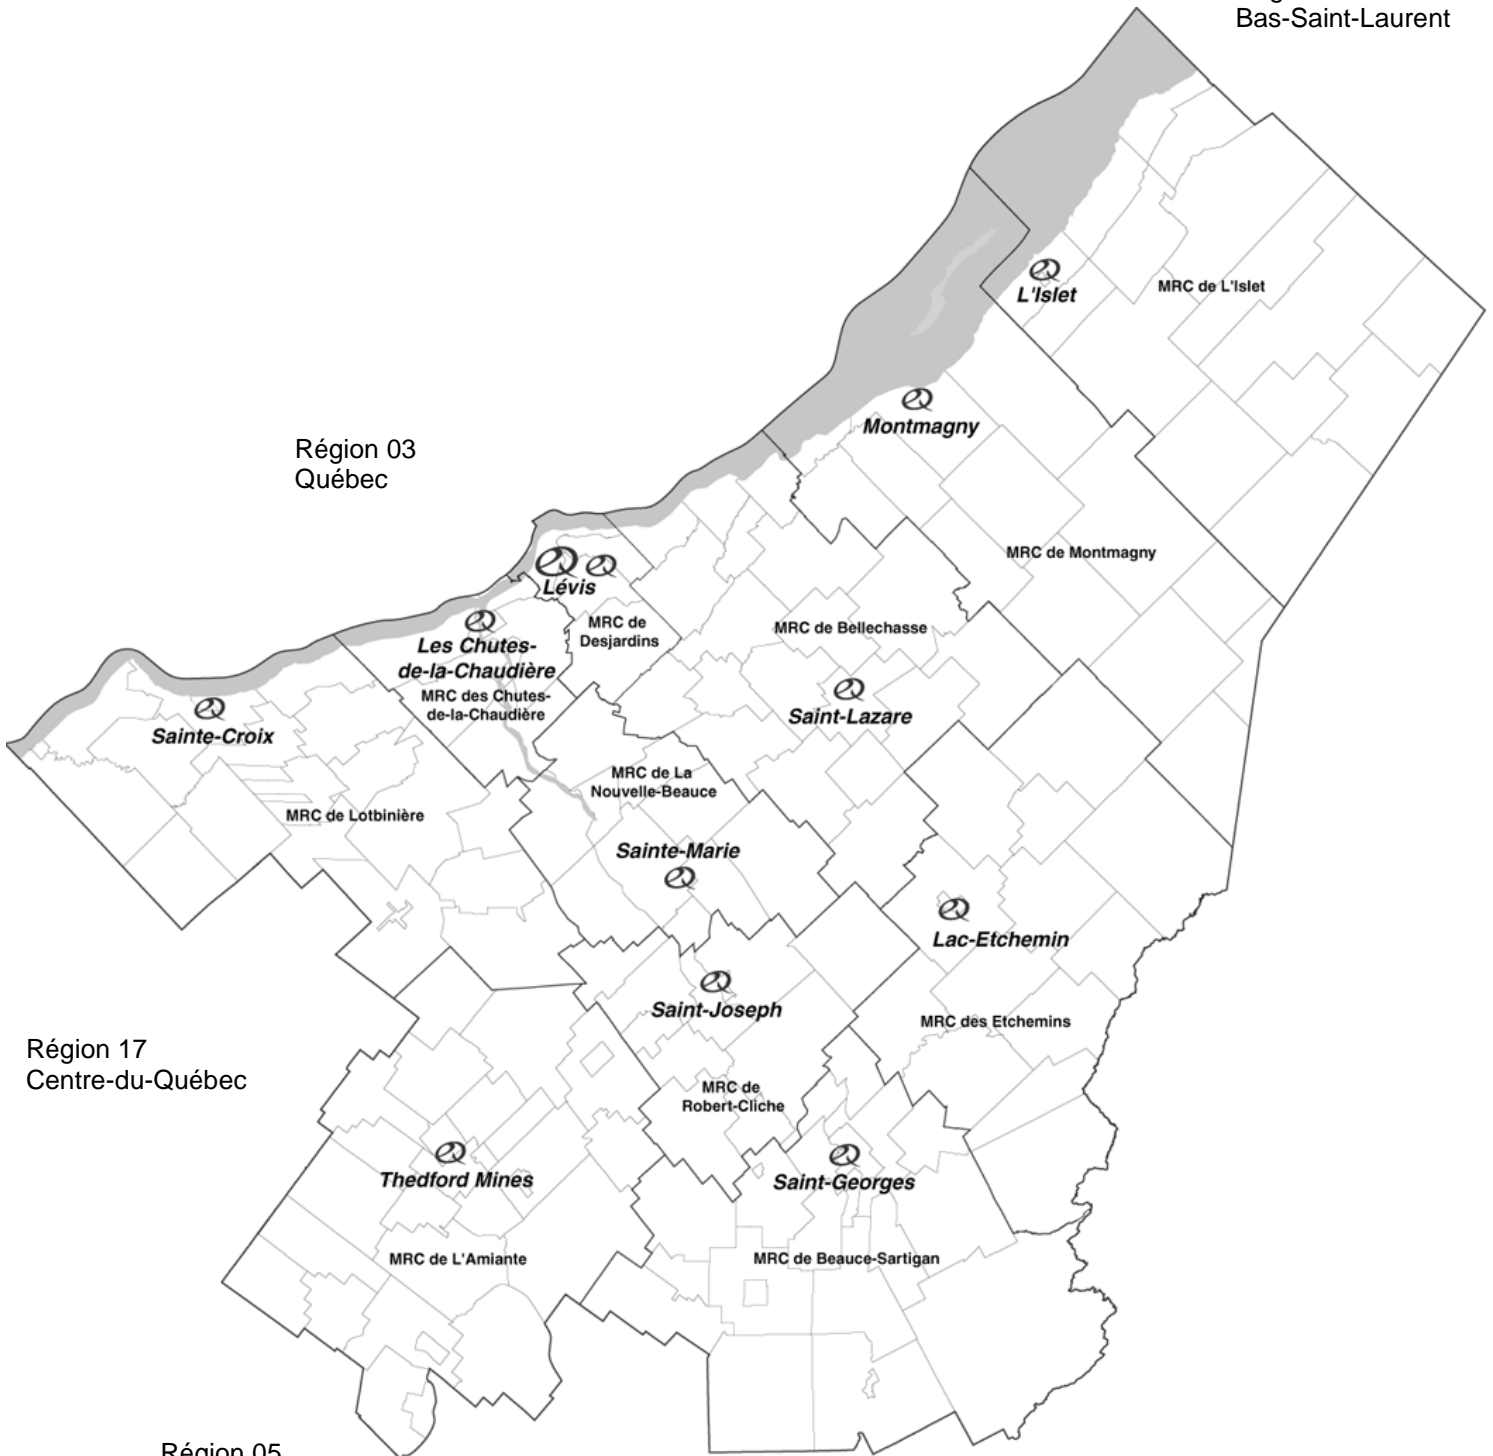 Bas-Saint-Laurent
L'Islet
MRC de L'Islet
Montmagny
Région 03
Québec
MRC de Montmagny
Lévis
MRC de
Desjardins
MRC de Bellechasse
Les Chutes-
de-la-Chaudière
MRC des Chutes-
de-la-Chaudière
Saint-Lazare
Sainte-Croix
MRC de La
Nouvelle-Beauce
MRC de Lotbinière
Sainte-Marie
Lac-Etchemin
Saint-Joseph
MRC des Etchemins
Région 17
Centre-du-Québec
MRC de
Robert-Cliche
Thedford Mines
Saint-Georges
MRC de L'Amiante
MRC de Beauce-Sartigan
Région 05